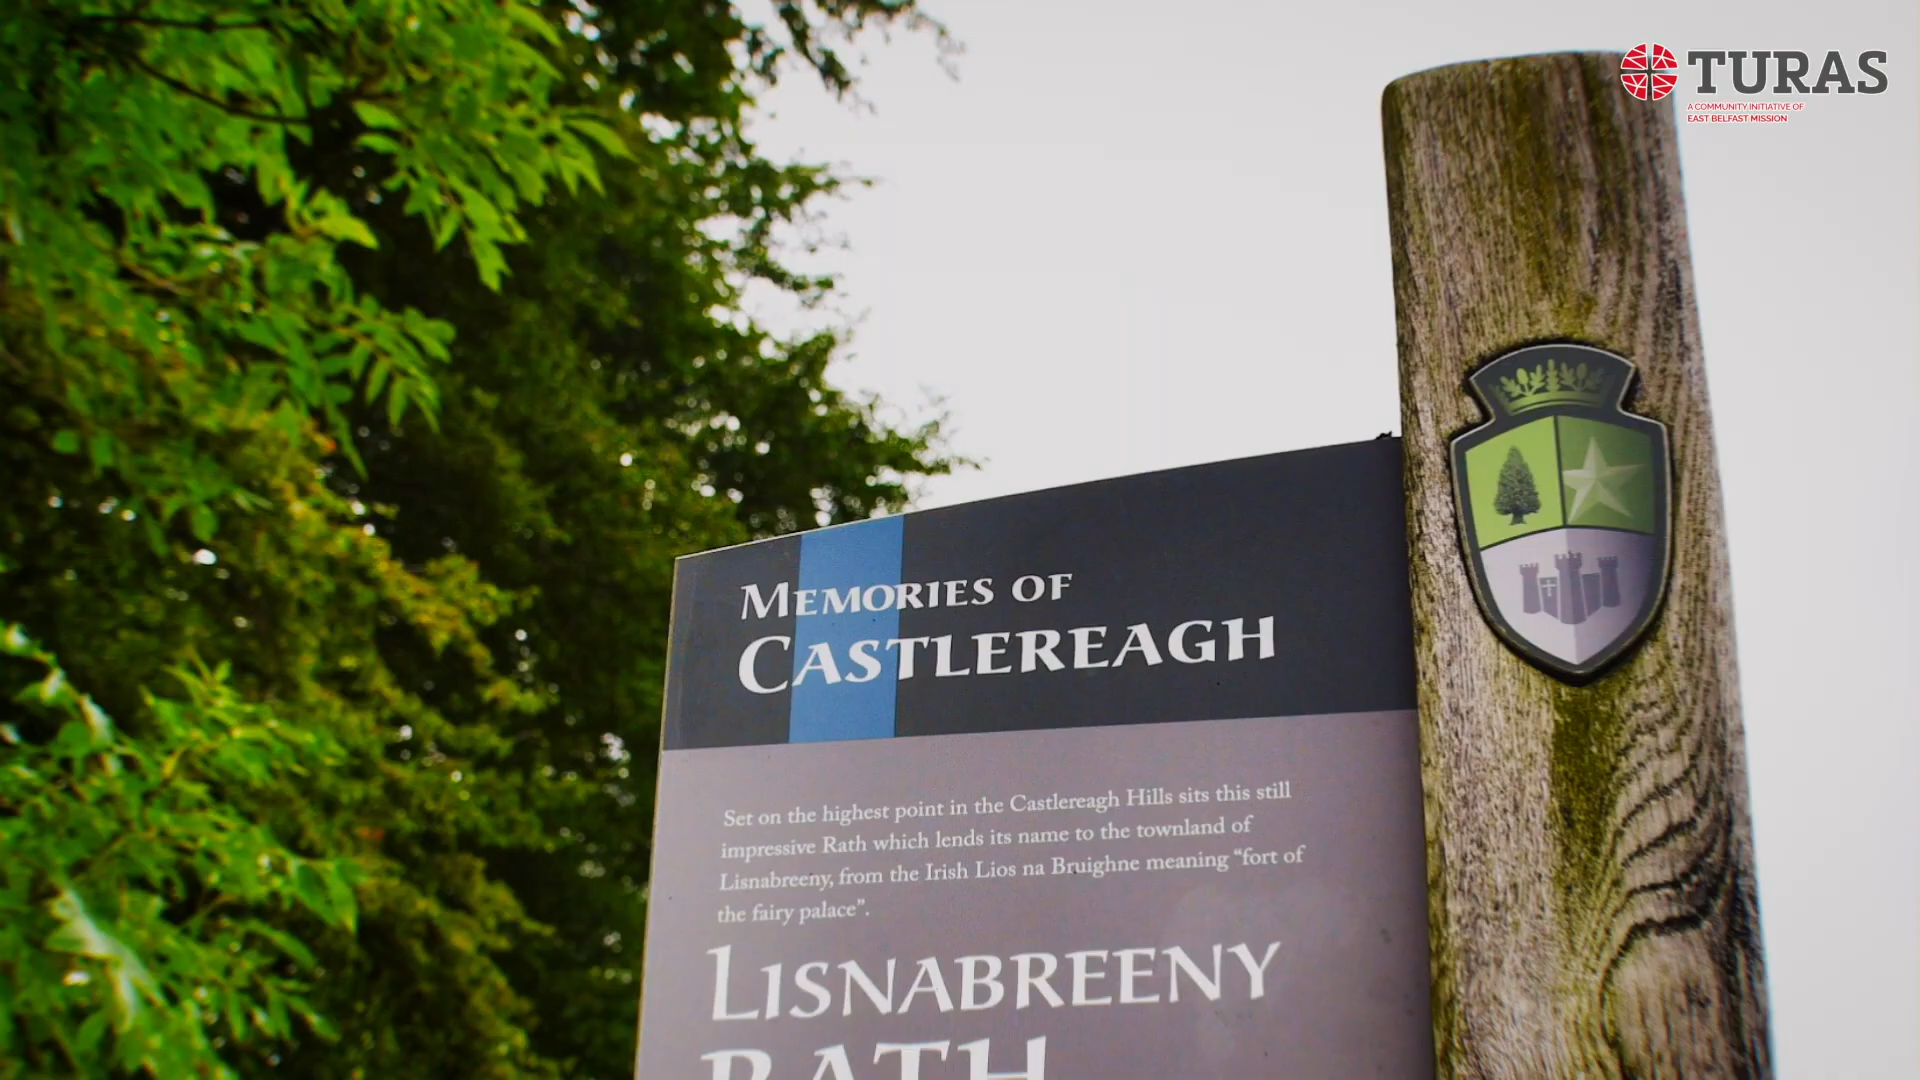 TURAS
A COMMUNITY INITIATIVE OF
EAST BELFAST MISSION
MEMORIES OF
CASTLEREAGH
Set on the highest point in the Castlereagh Hills sits this still
impressive Rath which lends its name to the townland of
Lisnabreeny, from the Irish Lios na Bruighne meaning “fort of
the fairy palace”.
LISNABREENY
RATH